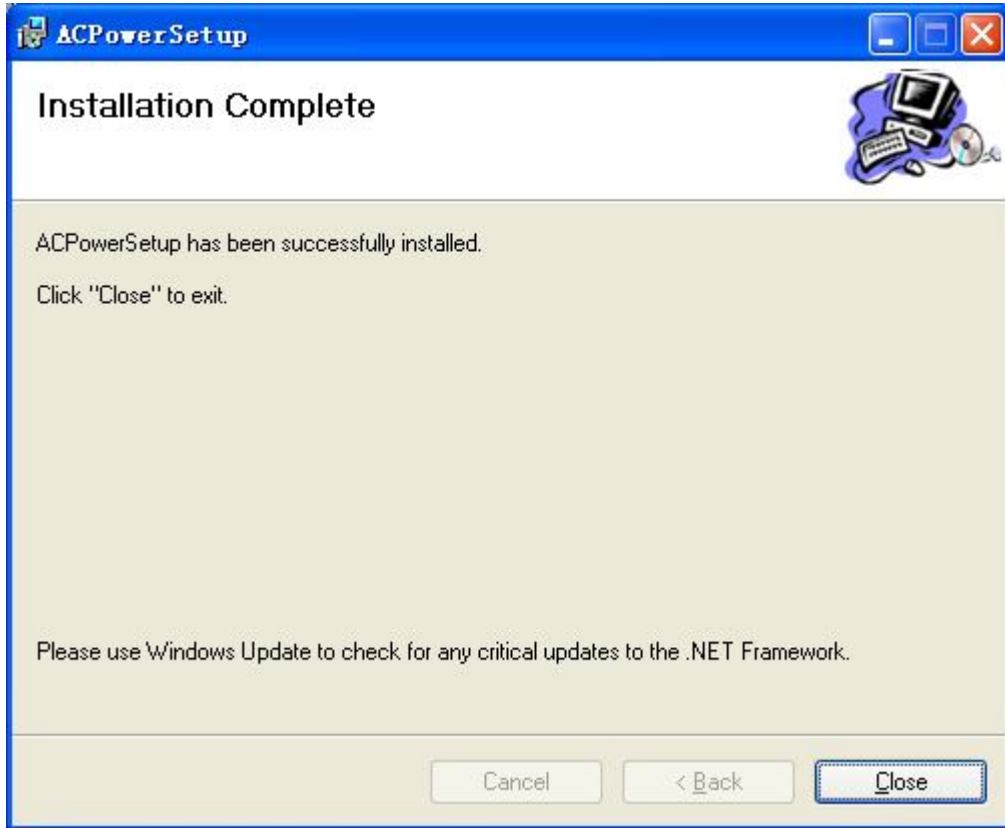 ACPowerSetup
Installation Complete
ACPowerSetup has been successfully installed.
Click "Close" to exit.
Please use Windows Update to check for any critical updates to the .NET Framework.
Cancel
< Back
Close